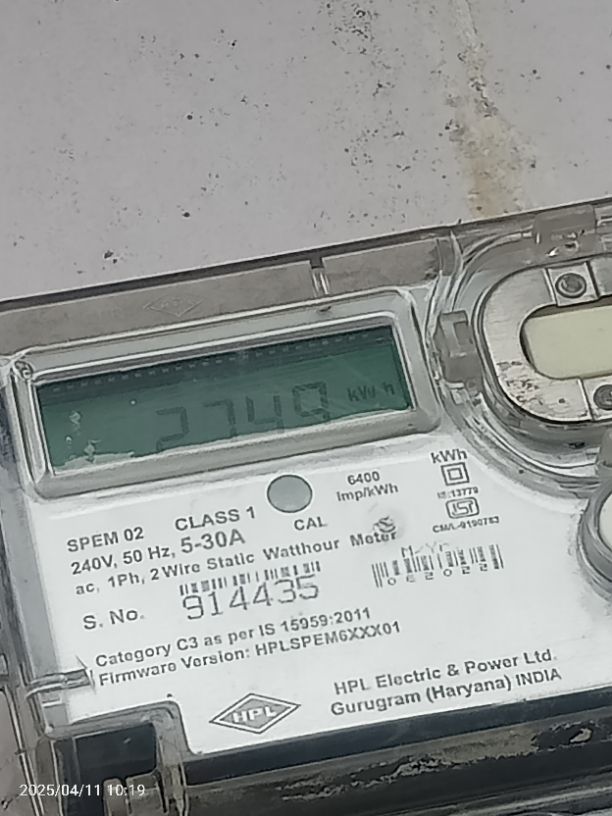 2749 kWh
6400
Imp/kWh
kWh
IS:13779
CM/L-9190783
SPEM 02 CLASS 1
CAL
240V, 50 Hz, 5-30A
ac, 1Ph, 2 Wire Static Watthour Meter
M/Yr.
S. No. 914435
Category C3 as per IS 15959:2011
Firmware Version: HPLSPEM6XXX01
HPL
HPL Electric & Power Ltd.
Gurugram (Haryana) INDIA
2025/04/11 10:19